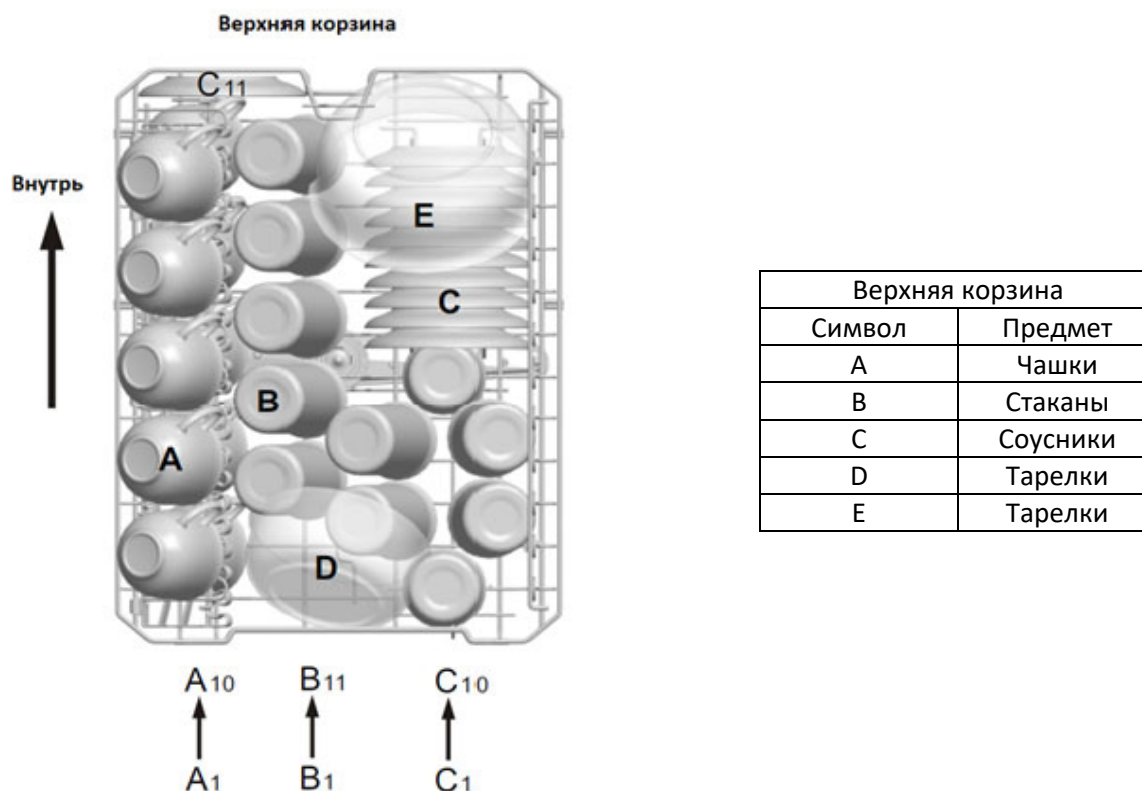 Верхняя корзина
C11
Внутрь
E
C
B
A
D
A10 B11 C10
A1 B1 C1
Верхняя корзина
Символ Предмет
A Чашки
B Стаканы
C Соусники
D Тарелки
E Тарелки